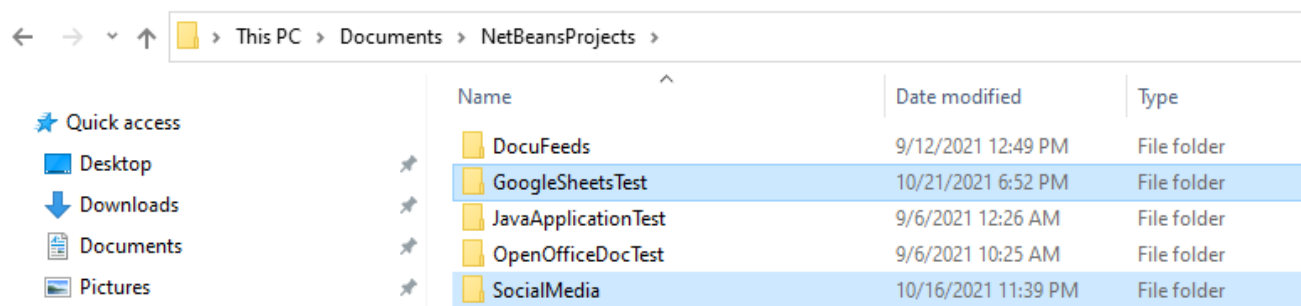 This PC > Documents > NetBeansProjects >
Quick access
Desktop
Downloads
Documents
Pictures
Name Date modified Type
DocuFeeds 9/12/2021 12:49 PM File folder
GoogleSheetsTest 10/21/2021 6:52 PM File folder
JavaApplicationTest 9/6/2021 12:26 AM File folder
OpenOfficeDocTest 9/6/2021 10:25 AM File folder
SocialMedia 10/16/2021 11:39 PM File folder